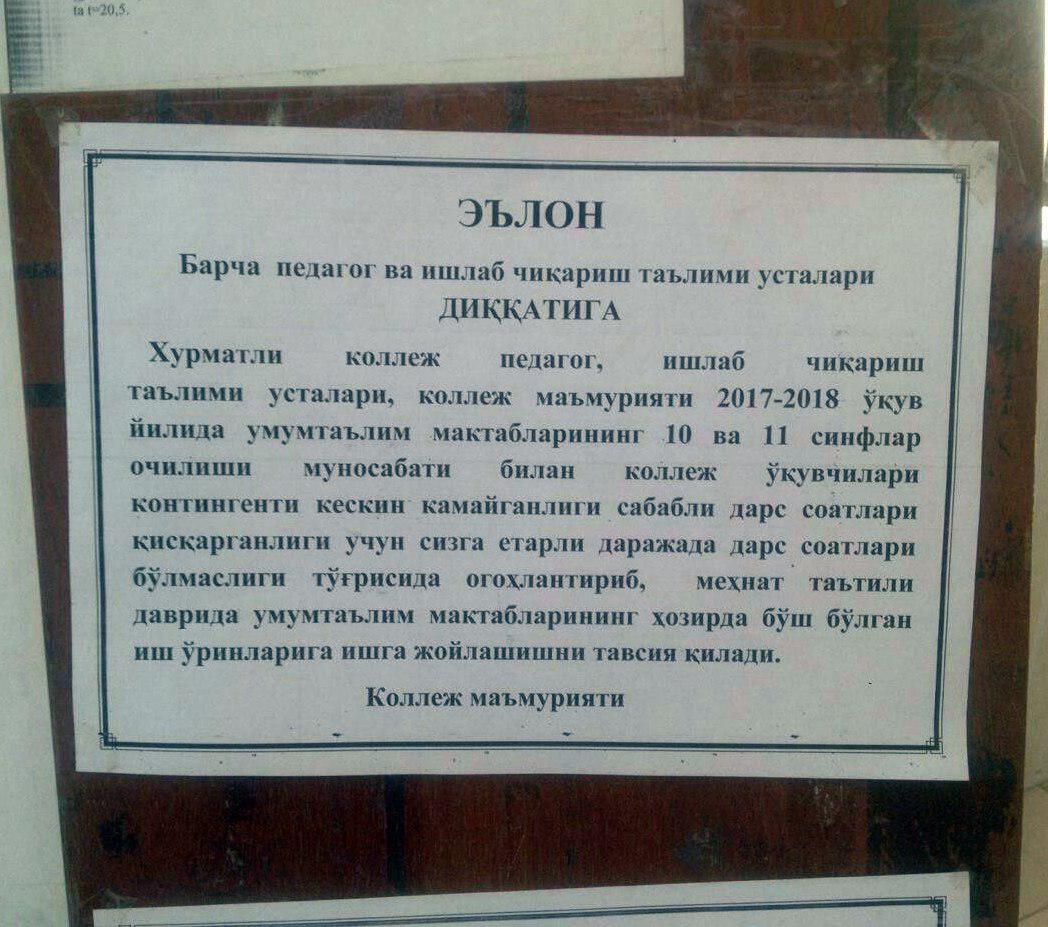 ta t=20,5.
ЭЪЛОН
Барча педагог ва ишлаб чиқариш таълими усталари
ДИҚҚАТИГА
Хурматли коллеж педагог, ишлаб чиқариш
таълими усталари, коллеж маъмурияти 2017-2018 ўқув
йилида умумтаълим мактабларининг 10 ва 11 синфлар
очилиши муносабати билан коллеж ўқувчилари
контингенти кескин камайганлиги сабабли дарс соатлари
қисқарганлиги учун сизга етарли даражада дарс соатлари
бўлмаслиги тўғрисида огоҳлантириб, меҳнат таътили
даврида умумтаълим мактабларининг ҳозирда бўш бўлган
иш ўринларига ишга жойлашишни тавсия қилади.
Коллеж маъмурияти